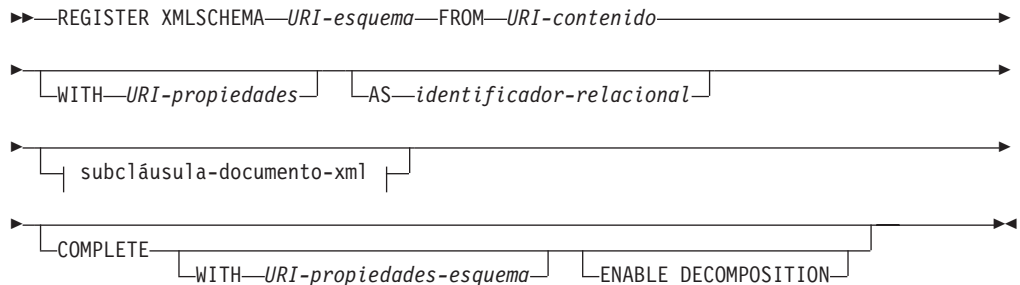 REGISTER XMLSCHEMA URI-esquema FROM URI-contenido
WITH URI-propiedades AS identificador-relacional
subcláusula-documento-xml
COMPLETE
WITH URI-propiedades-esquema ENABLE DECOMPOSITION